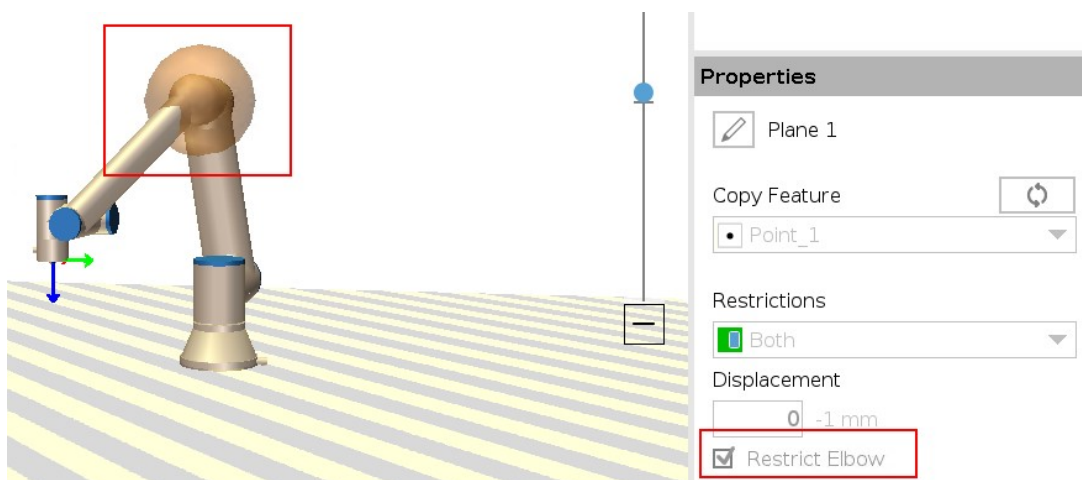 Properties
Plane 1
Copy Feature
Point_1
Restrictions
Both
Displacement
0 -1 mm
Restrict Elbow